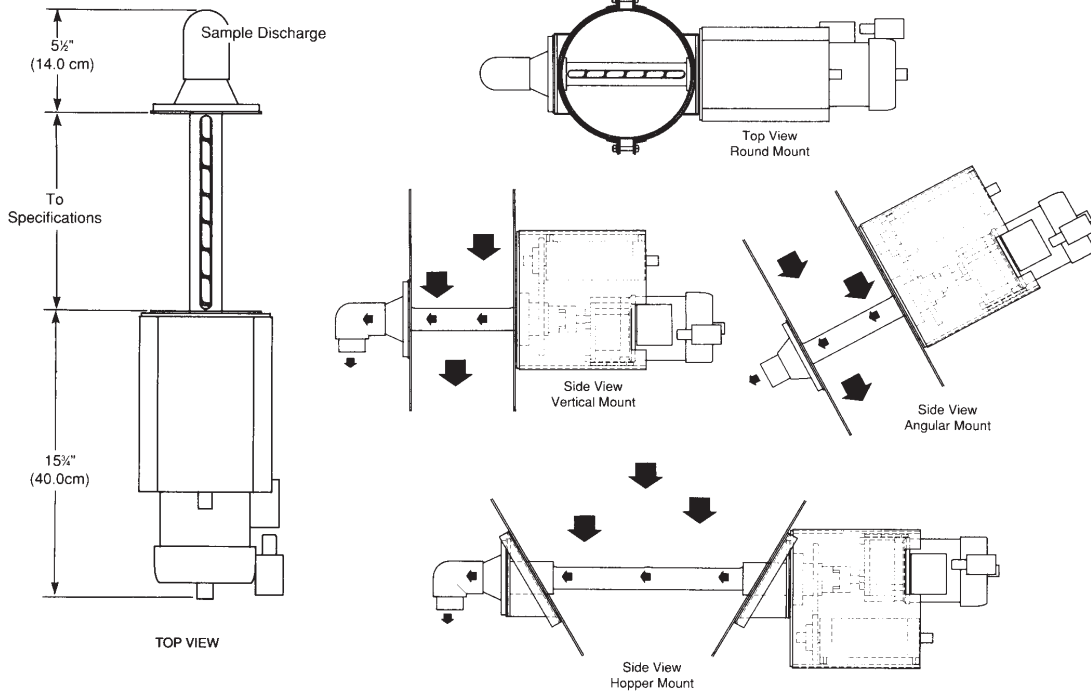 5½"
(14.0 cm)
Sample Discharge
To
Specifications
15¾"
(40.0cm)
TOP VIEW
Top View
Round Mount
Side View
Vertical Mount
Side View
Angular Mount
Side View
Hopper Mount